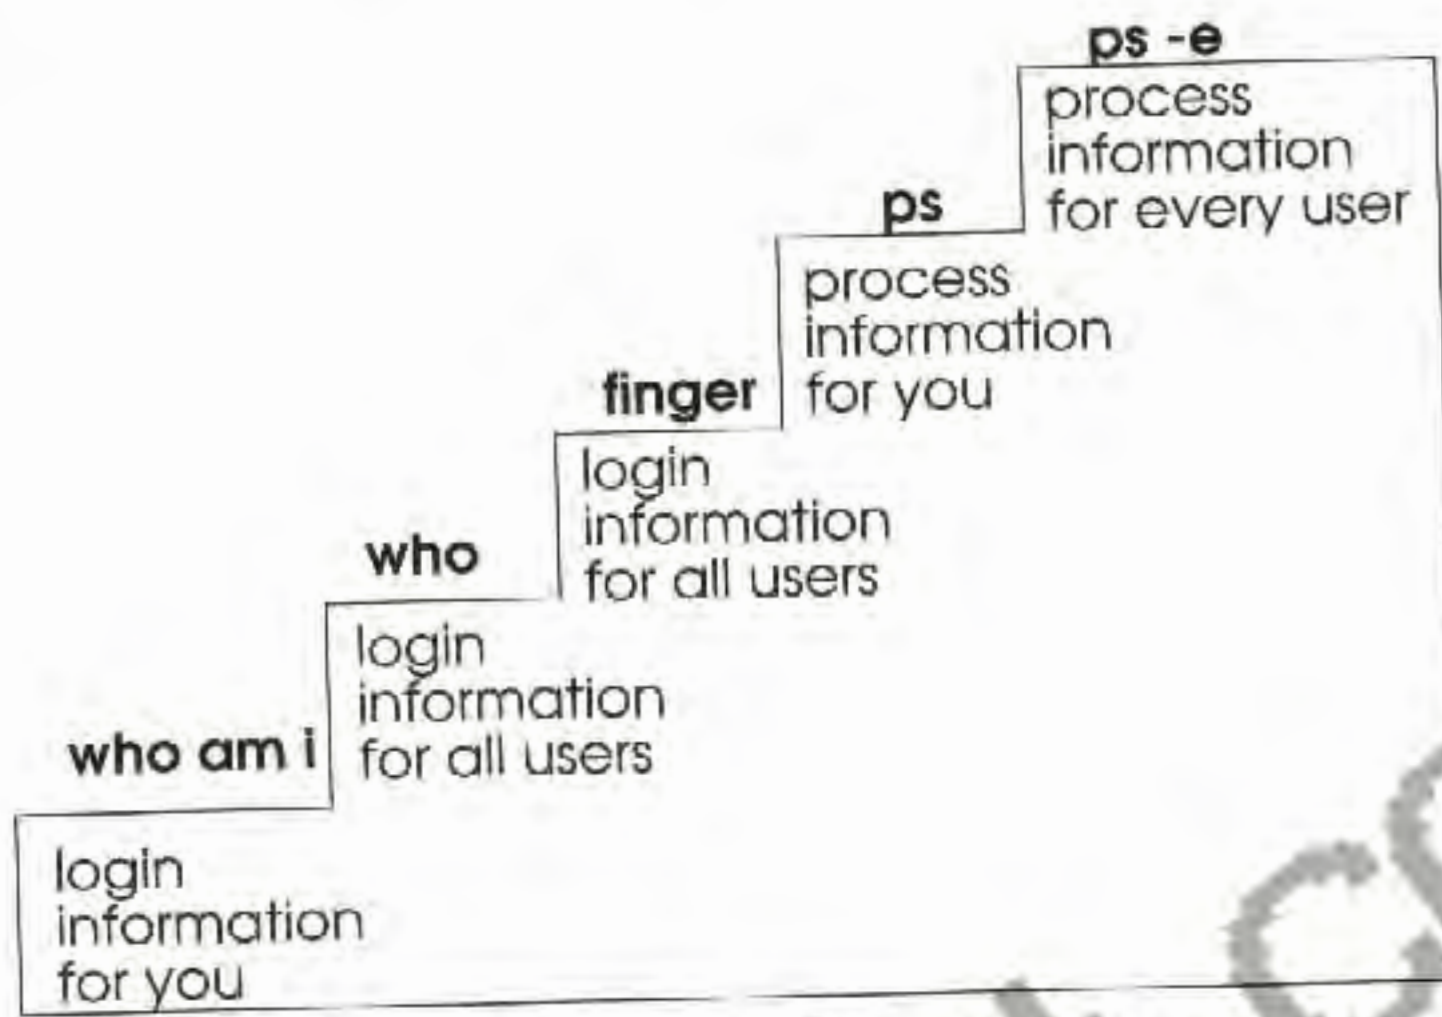 ps -e
process
information
for every user
ps
process
information
for you
finger
login
information
for all users
who
login
information
for all users
who am i
login
information
for you